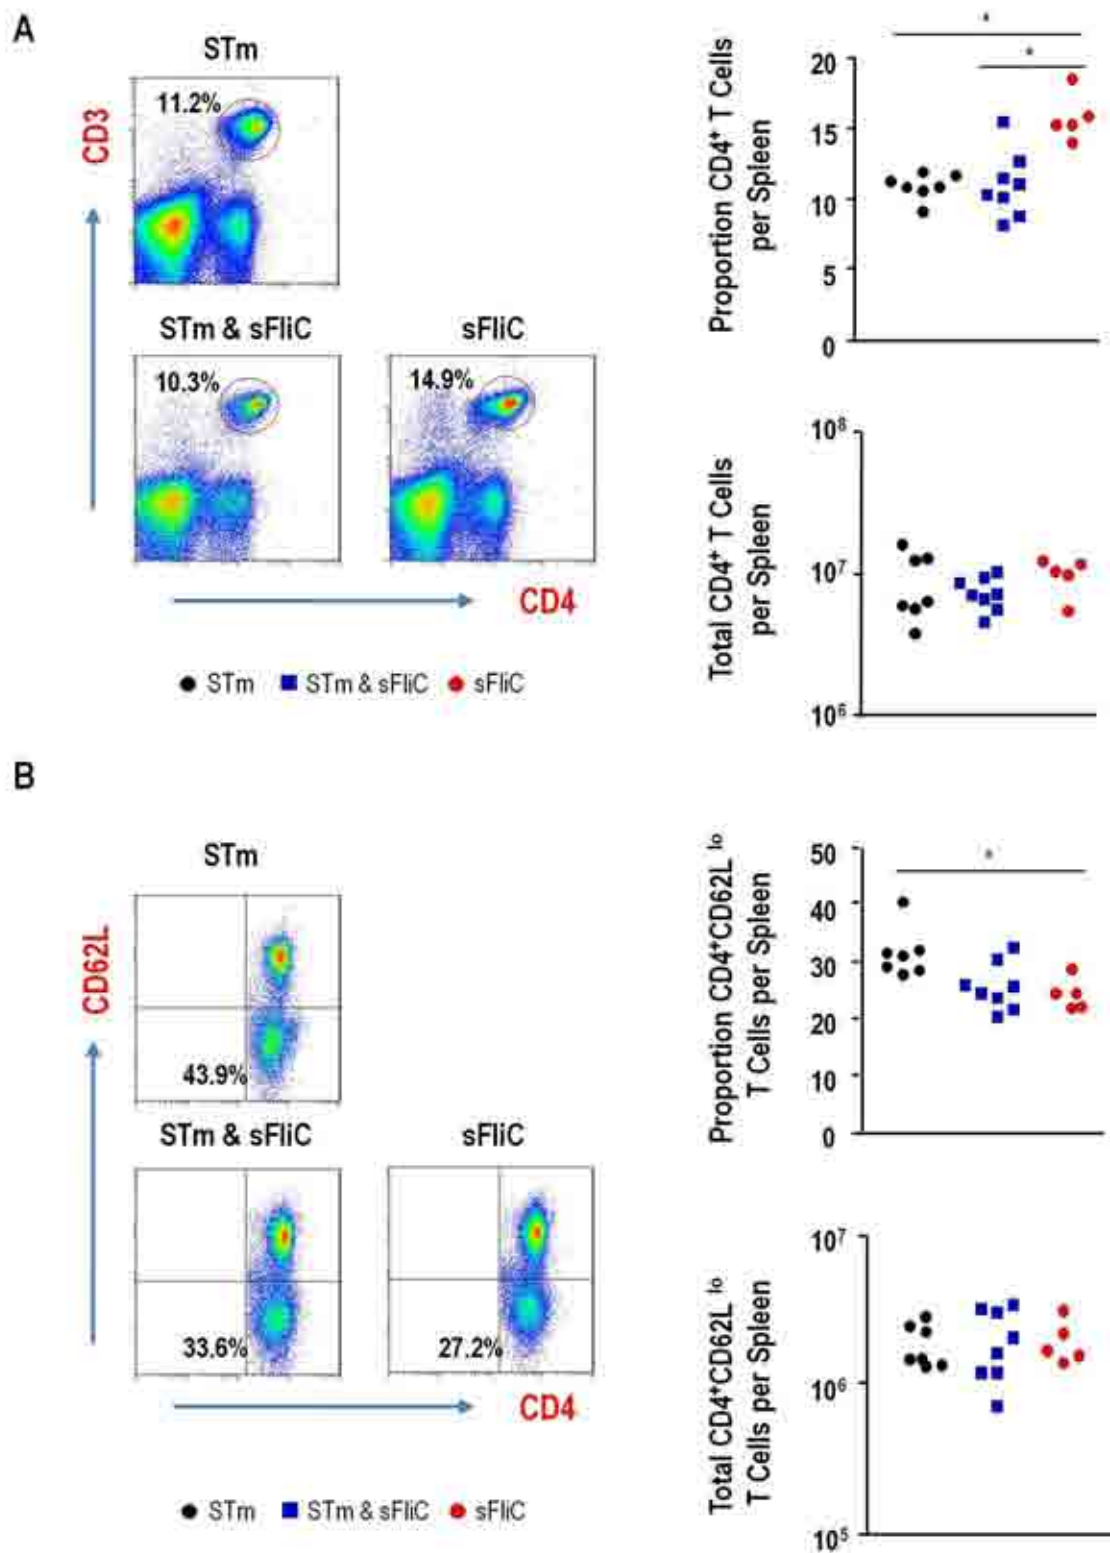 A
STm
11.2%
CD3
STm & sFliC
sFliC
10.3%
14.9%
CD4
STm
STm & sFliC
sFliC
*
*
Proportion CD4⁺ T Cells
per Spleen
20
15
10
5
0
Total CD4⁺ T Cells
per Spleen
10⁸
10⁷
10⁶
B
STm
CD62L
43.9%
STm & sFliC
sFliC
33.6%
27.2%
CD4
STm
STm & sFliC
sFliC
*
Proportion CD4⁺CD62L ˡᵒ
T Cells per Spleen
50
40
30
20
10
0
Total CD4⁺CD62L ˡᵒ
T Cells per Spleen
10⁷
10⁶
10⁵